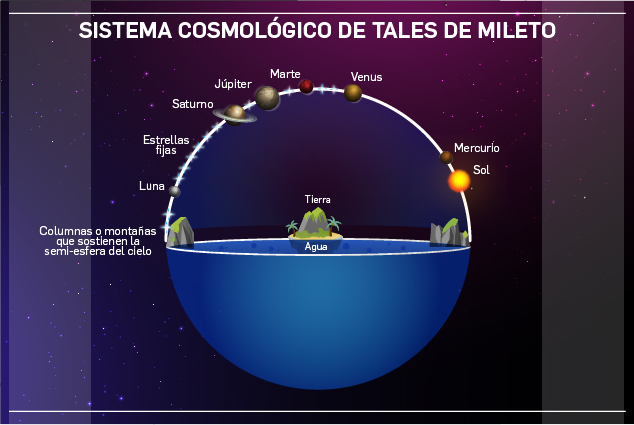 SISTEMA COSMOLÓGICO DE TALES DE MILETO
Marte
Venus
Júpiter
Saturno
Estrellas
fijas
Mercurio
Sol
Luna
Tierra
Columnas o montañas
que sostienen la
semi-esfera del cielo
Agua